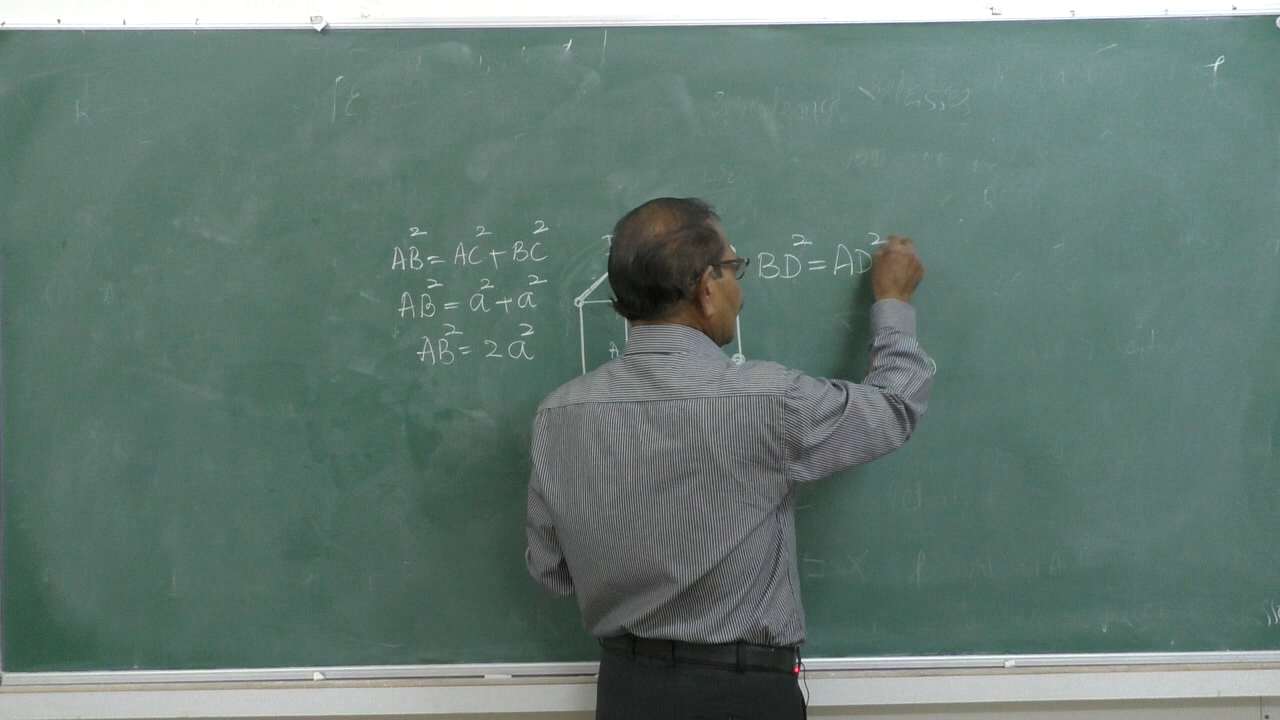 AB² = AC² + BC²
AB² = a² + a²
AB² = 2a²
A
BD² = AD²